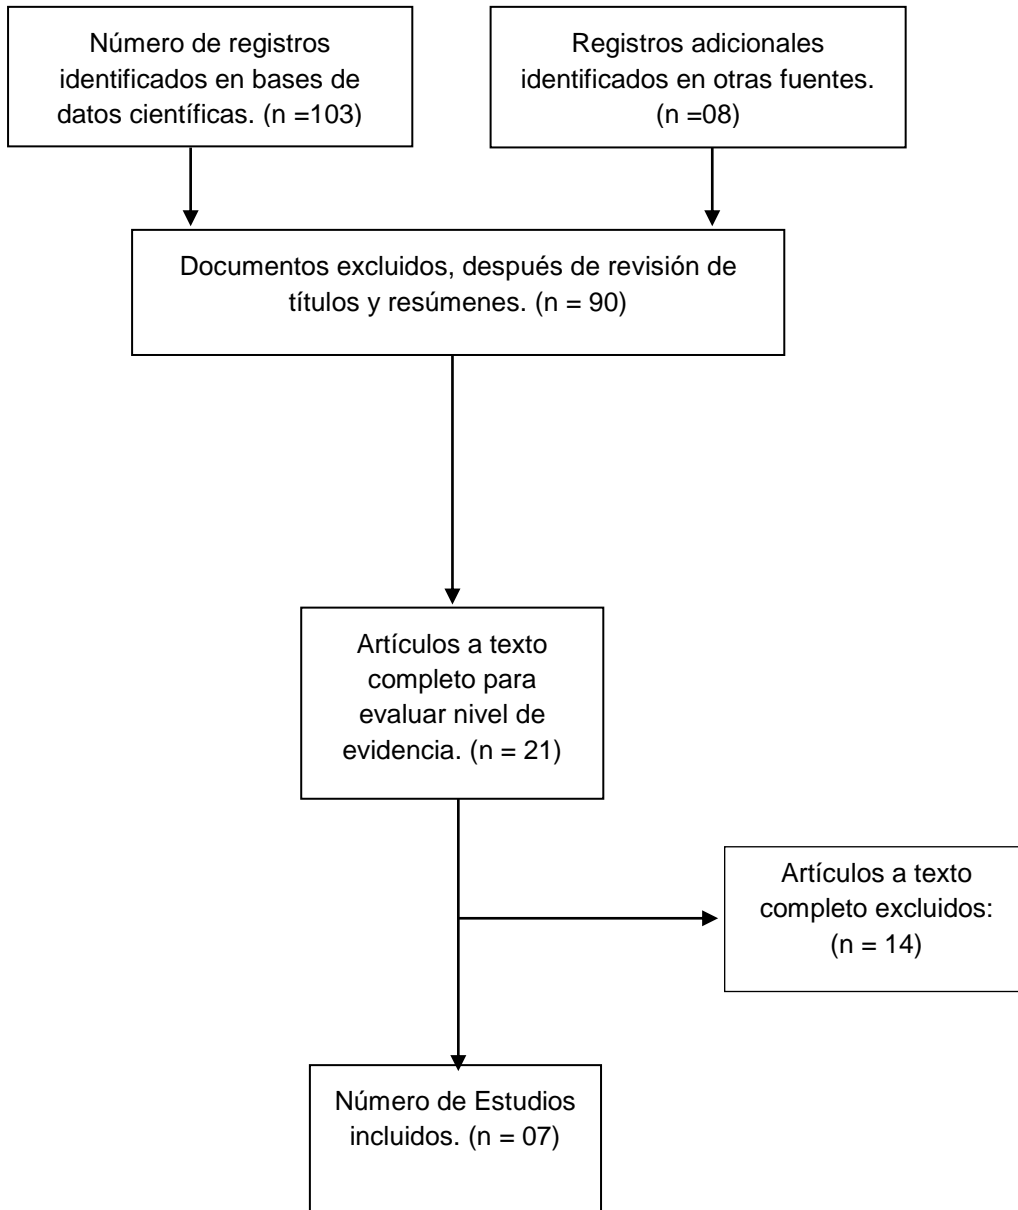 Número de registros
identificados en bases de
datos científicas. (n =103)
Registros adicionales
identificados en otras fuentes.
(n =08)
Documentos excluidos, después de revisión de
títulos y resúmenes. (n = 90)
Artículos a texto
completo para
evaluar nivel de
evidencia. (n = 21)
Artículos a texto
completo excluidos:
(n = 14)
Número de Estudios
incluidos. (n = 07)